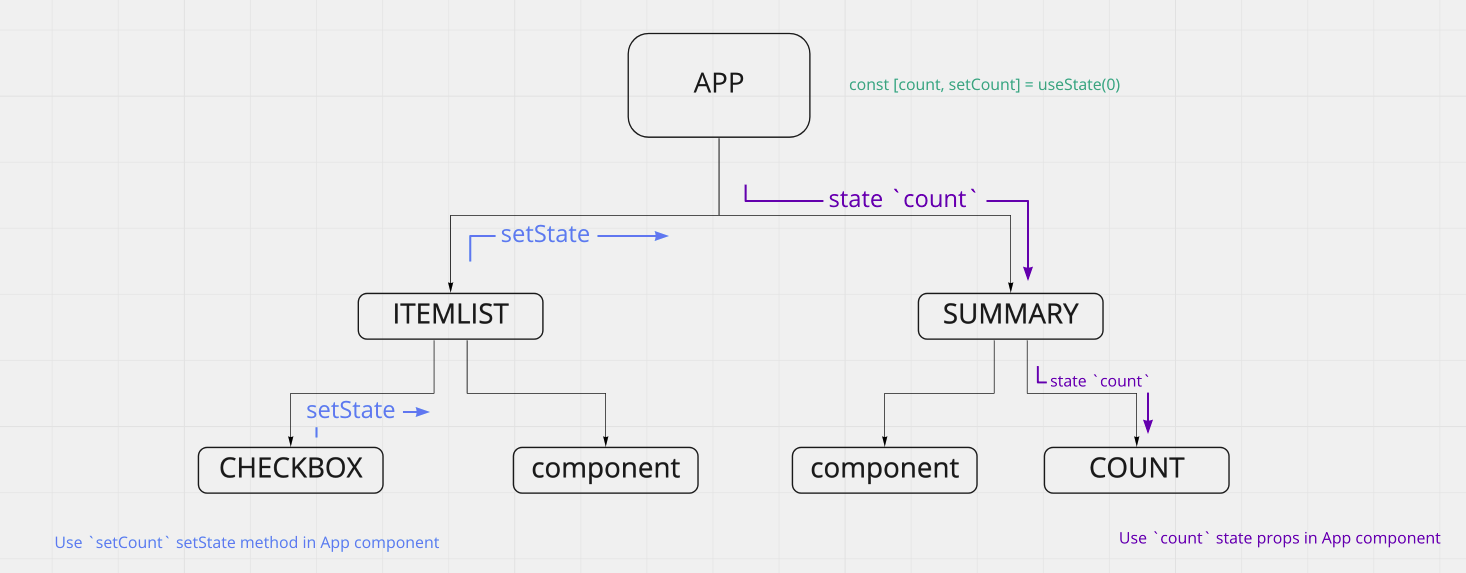 APP
const [count, setCount] = useState(0)
state `count`
setState
ITEMLIST
SUMMARY
state `count`
setState
CHECKBOX
component
component
COUNT
Use `setCount` setState method in App component
Use `count` state props in App component